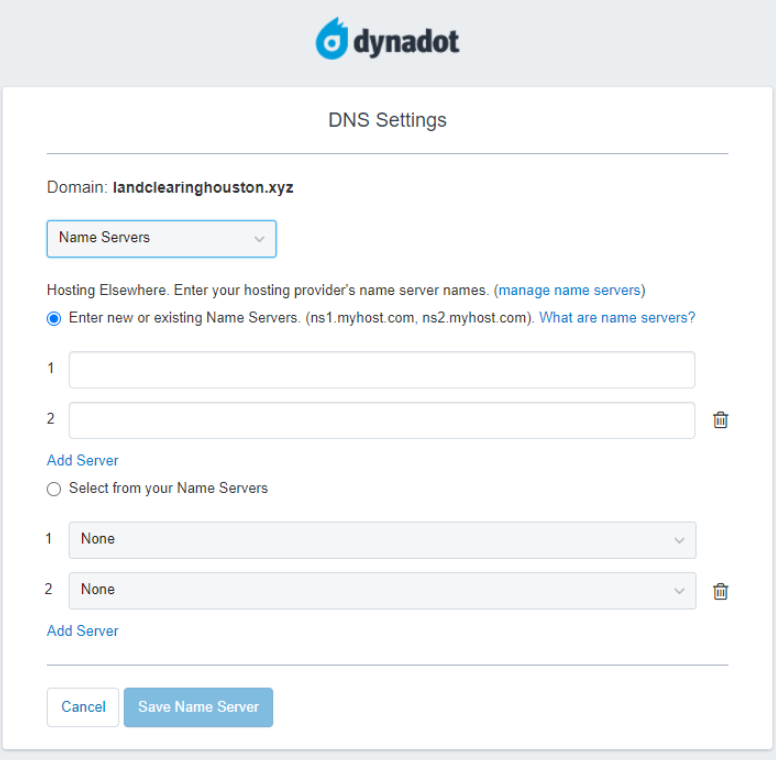 dynadot
DNS Settings
Domain: landclearinghouston.xyz
Name Servers
Hosting Elsewhere. Enter your hosting provider's name server names. (manage name servers)
Enter new or existing Name Servers. (ns1.myhost.com, ns2.myhost.com). What are name servers?
1
2
Add Server
Select from your Name Servers
1 None
2 None
Add Server
Cancel Save Name Server